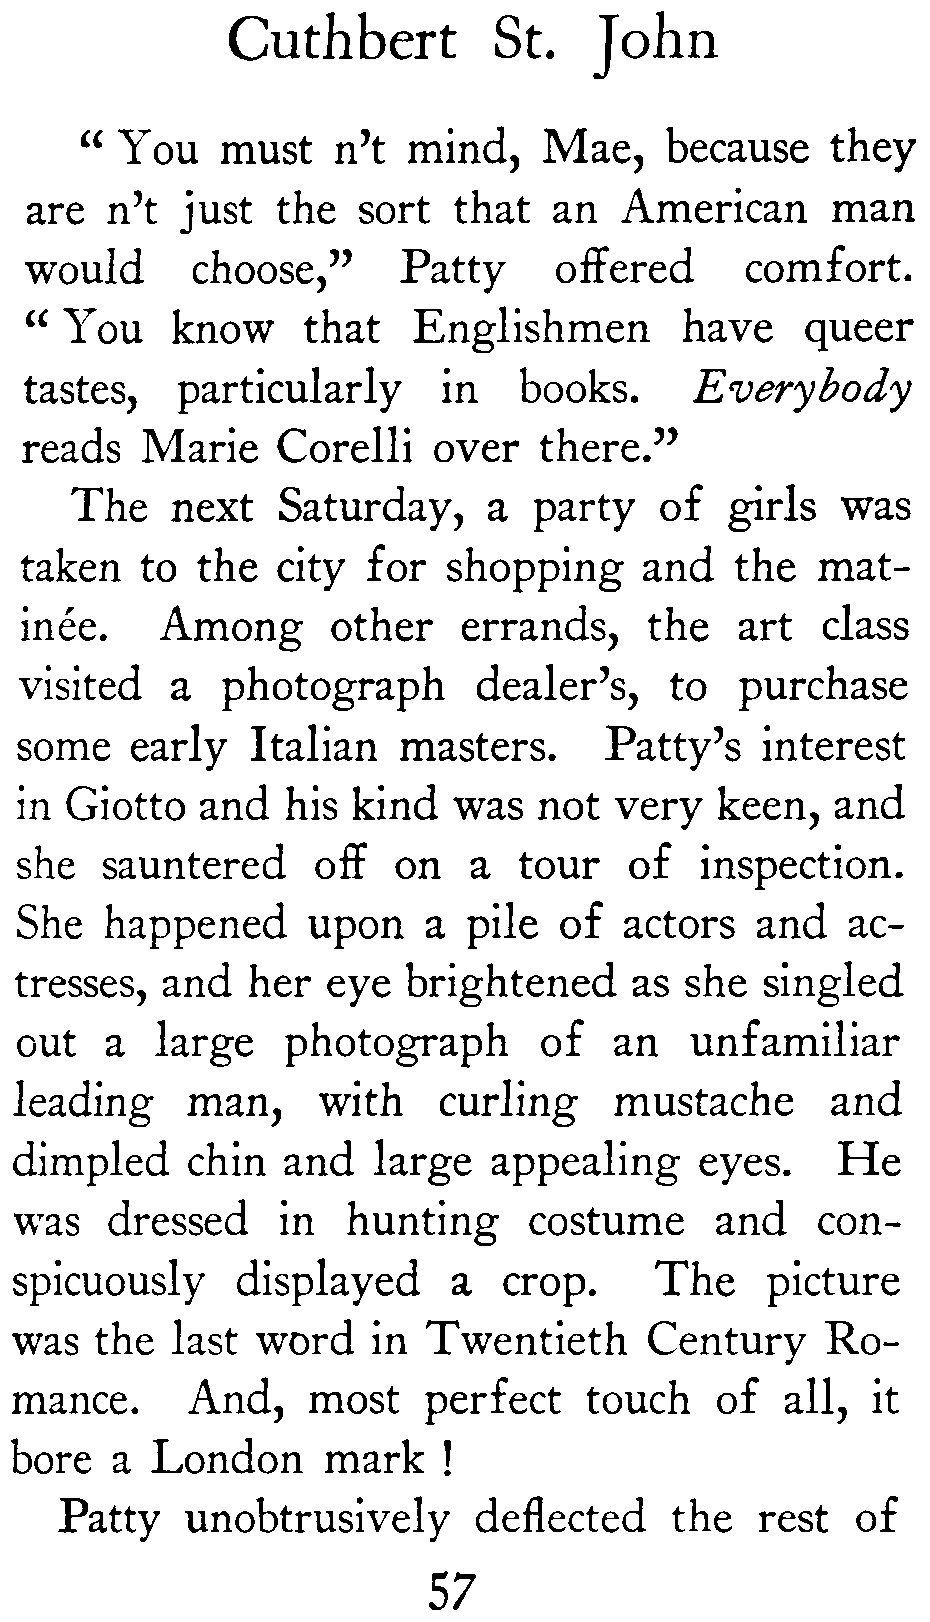 Cuthbert St. John
“ You must n’t mind, Mae, because they
are n’t just the sort that an American man
would choose,” Patty offered comfort.
“ You know that Englishmen have queer
tastes, particularly in books. Everybody
reads Marie Corelli over there.”
The next Saturday, a party of girls was
taken to the city for shopping and the mat-
inée. Among other errands, the art class
visited a photograph dealer’s, to purchase
some early Italian masters. Patty’s interest
in Giotto and his kind was not very keen, and
she sauntered off on a tour of inspection.
She happened upon a pile of actors and ac-
tresses, and her eye brightened as she singled
out a large photograph of an unfamiliar
leading man, with curling mustache and
dimpled chin and large appealing eyes. He
was dressed in hunting costume and con-
spicuously displayed a crop. The picture
was the last word in Twentieth Century Ro-
mance. And, most perfect touch of all, it
bore a London mark !
Patty unobtrusively deflected the rest of
57